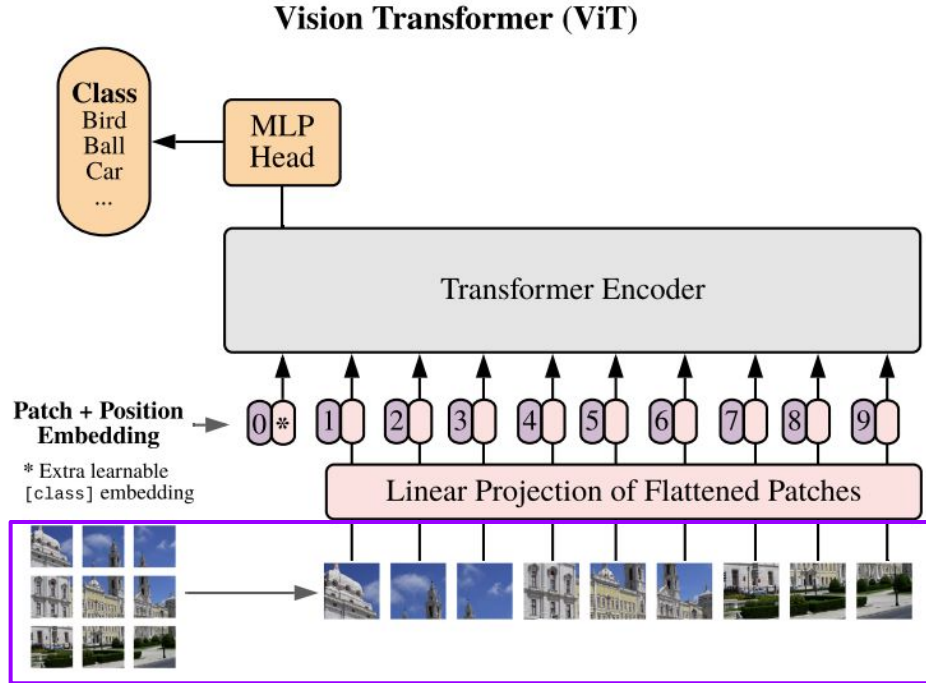 Vision Transformer (ViT)
Class
Bird
Ball
Car
...
MLP
Head
Transformer Encoder
Patch + Position
Embedding
0 * 1 2 3 4 5 6 7 8 9
* Extra learnable
[class] embedding
Linear Projection of Flattened Patches